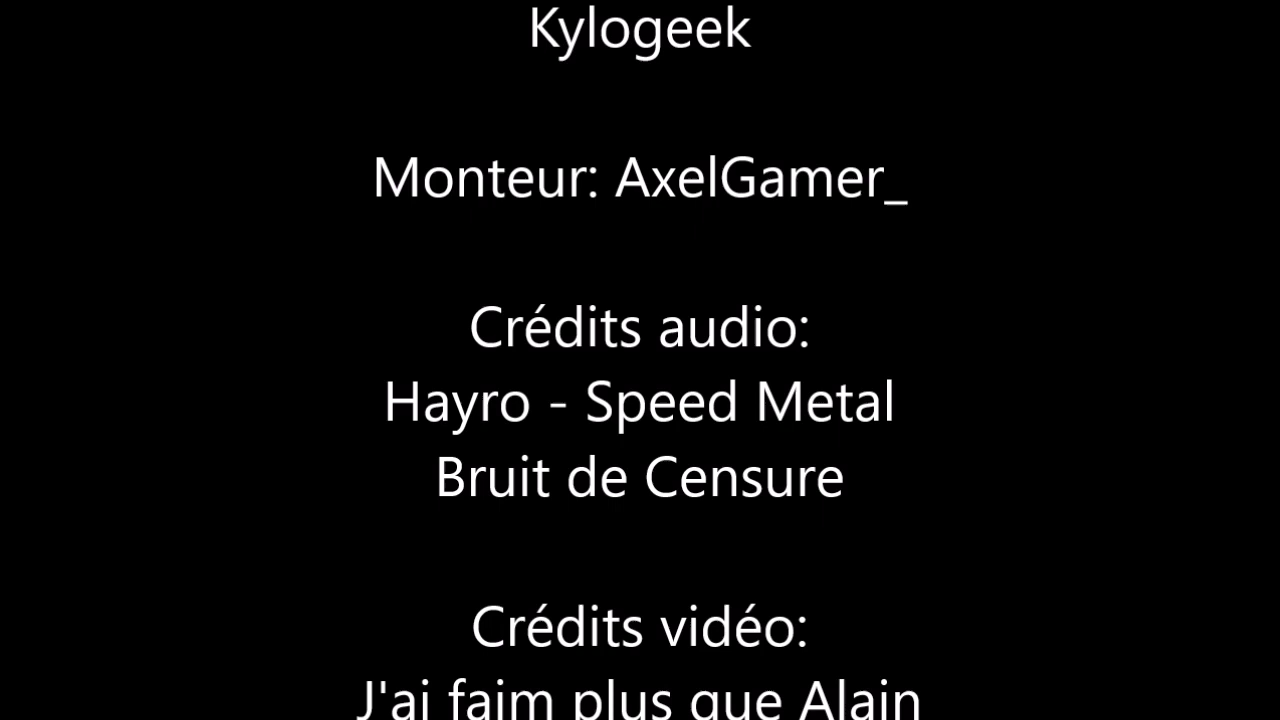 Kylogeek
Monteur: AxelGamer_
Crédits audio:
Hayro - Speed Metal
Bruit de Censure
Crédits vidéo:
J'ai faim plus que Alain